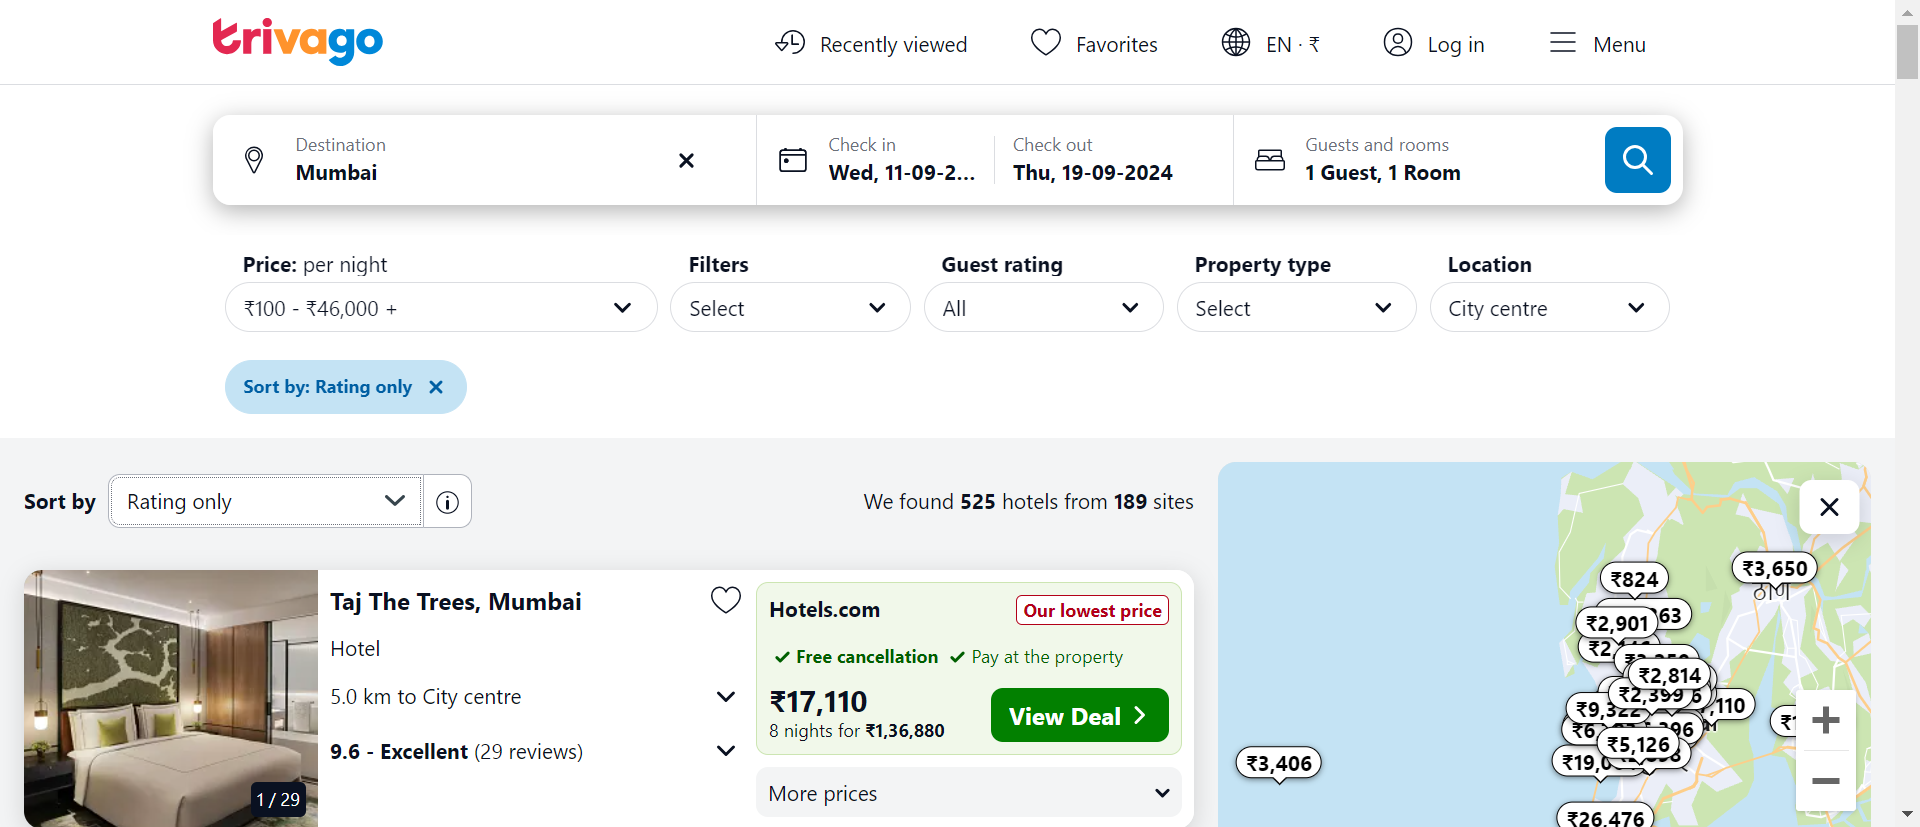 trivago
Recently viewed
Favorites
EN · ₹
Log in
Menu
Destination
Mumbai
Check in
Wed, 11-09-2...
Check out
Thu, 19-09-2024
Guests and rooms
1 Guest, 1 Room
Price: per night
₹100 - ₹46,000 +
Filters
Select
Guest rating
All
Property type
Select
Location
City centre
Sort by: Rating only
Sort by
Rating only
We found 525 hotels from 189 sites
Taj The Trees, Mumbai
Hotel
5.0 km to City centre
9.6 - Excellent (29 reviews)
1 / 29
Hotels.com
Our lowest price
Free cancellation
Pay at the property
₹17,110
8 nights for ₹1,36,880
View Deal
More prices
₹3,650
₹824
₹2,901
₹2,814
₹2,399
₹5,126
₹3,406
₹26,476